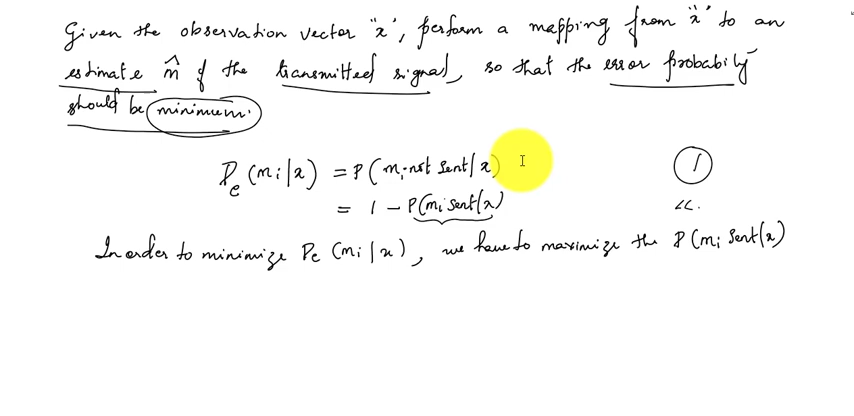 Given the observation vector "x", perform a mapping from "x" to an
estimate m̂ of the transmitted signal, so that the error probability
should be minimum.
Pe (mi|x) = P(mi not sent/x)
= 1 - P(mi sent/x)
1
<<.
In order to minimize Pe (mi|x), we have to maximize the P(mi sent/x)